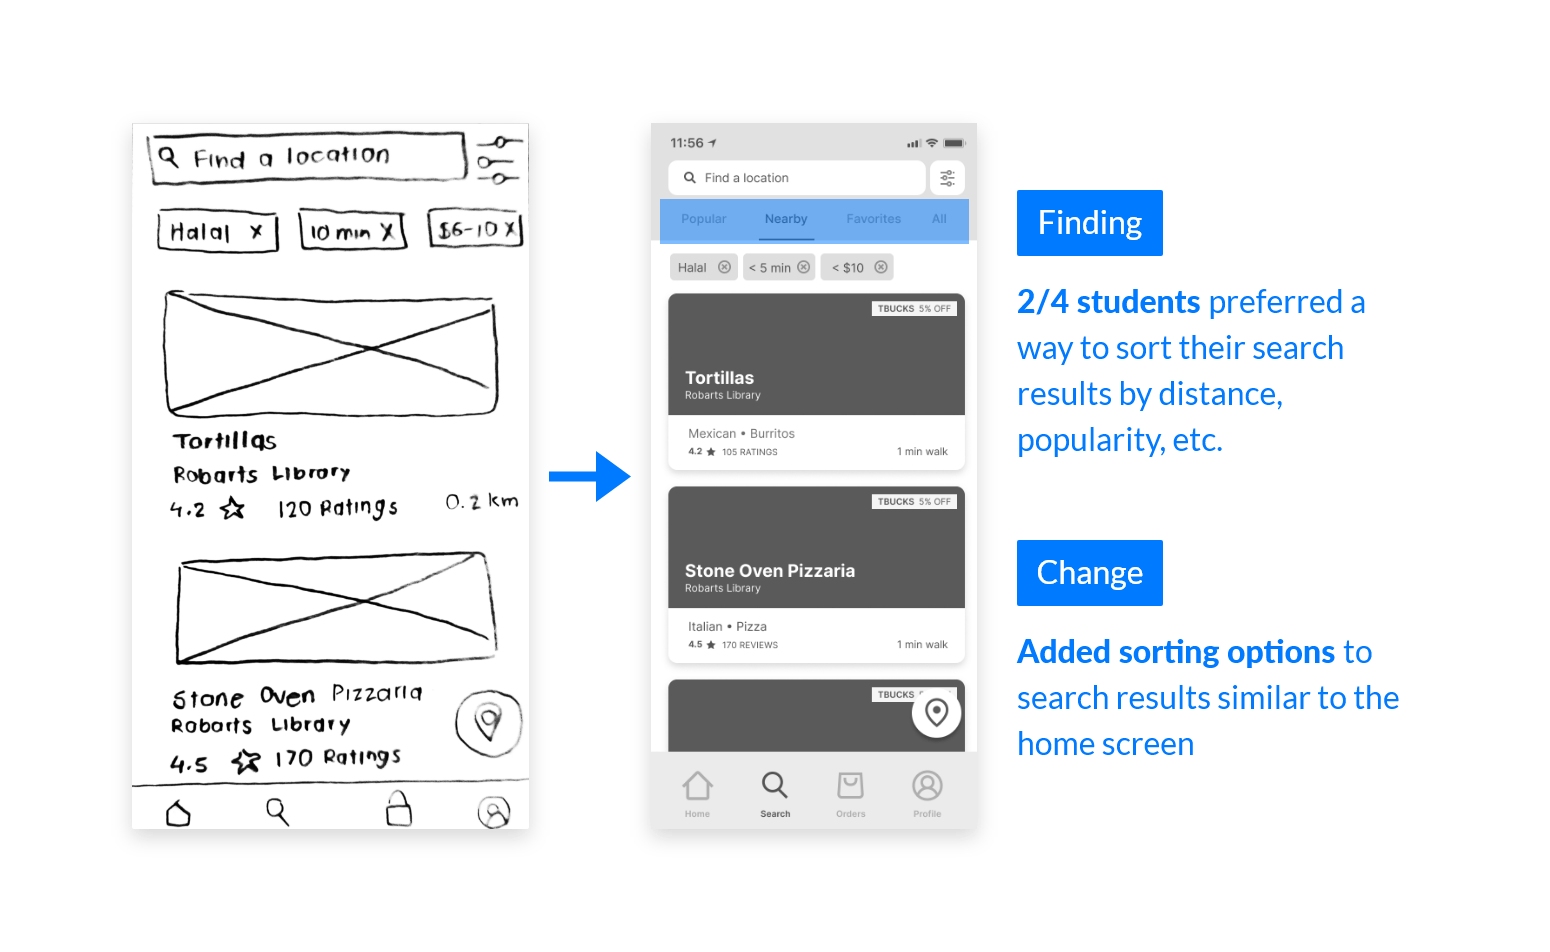 Find a location
Halal X
10 min X
$6-10 X
Tortillas
Robarts Library
4.2 120 Ratings 0.2 km
Stone Oven Pizzaria
Robarts Library
4.5 170 Ratings
11:56
Find a location
Popular Nearby Favorites All
Halal < 5 min < $10
TBUCKS 5% OFF
Tortillas
Robarts Library
Mexican • Burritos
4.2 ★ 105 RATINGS 1 min walk
TBUCKS 5% OFF
Stone Oven Pizzaria
Robarts Library
Italian • Pizza
4.5 ★ 170 REVIEWS 1 min walk
TBUCKS
Home Search Orders Profile
Finding
2/4 students preferred a
way to sort their search
results by distance,
popularity, etc.
Change
Added sorting options to
search results similar to the
home screen